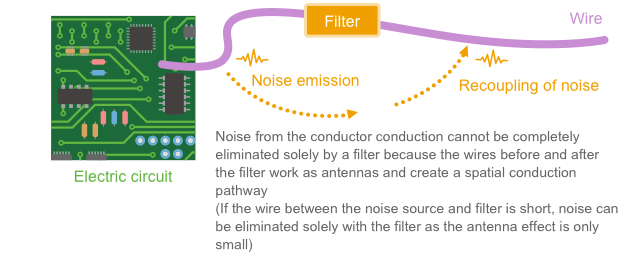 Filter
Wire
Noise emission
Recoupling of noise
Noise from the conductor conduction cannot be completely
eliminated solely by a filter because the wires before and after
the filter work as antennas and create a spatial conduction
pathway
(If the wire between the noise source and filter is short, noise can
be eliminated solely with the filter as the antenna effect is only
small)
Electric circuit